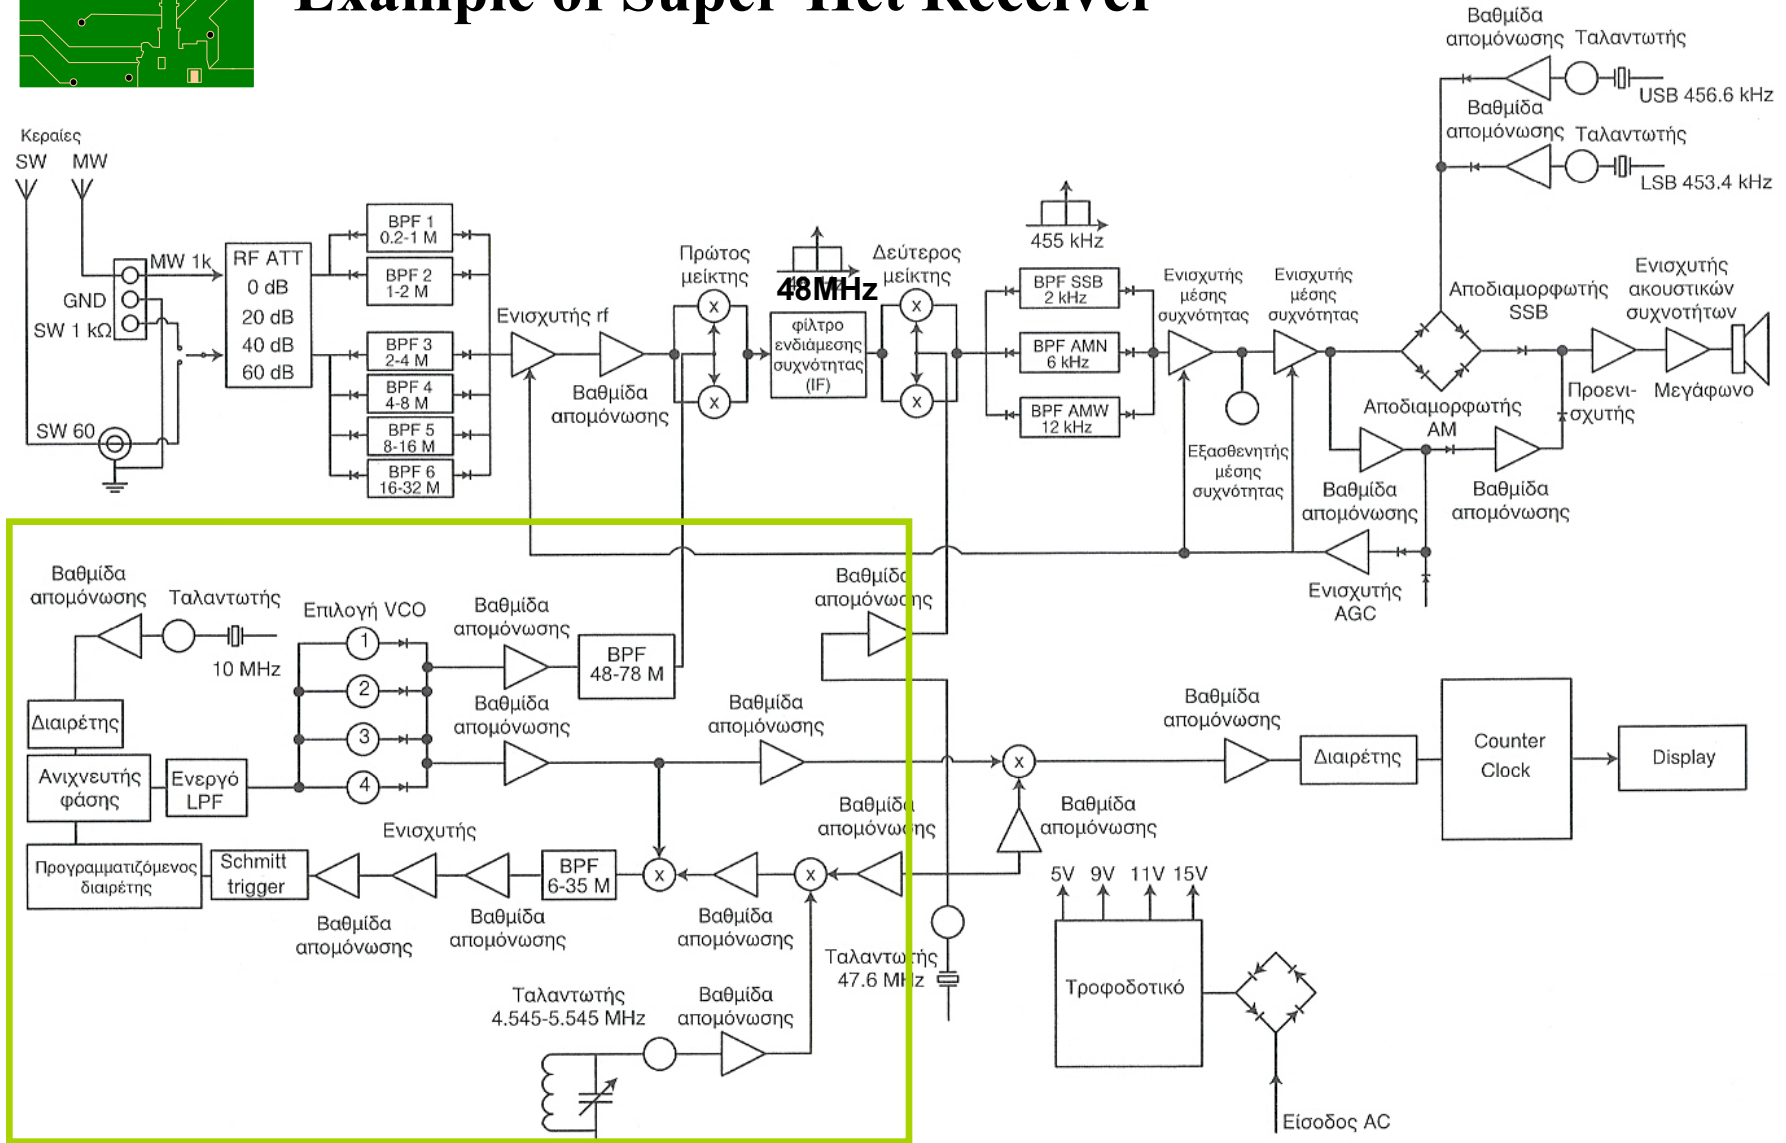 Example of Super-Het Receiver
Βαθμίδα
απομόνωσης
Ταλαντωτής
USB 456.6 kHz
Βαθμίδα
απομόνωσης
Ταλαντωτής
LSB 453.4 kHz
Κεραίες
SW
MW
MW 1k
GND
SW 1 kΩ
SW 60
RF ATT
0 dB
20 dB
40 dB
60 dB
BPF 1
0.2-1 M
BPF 2
1-2 M
BPF 3
2-4 M
BPF 4
4-8 M
BPF 5
8-16 M
BPF 6
16-32 M
Ενισχυτής rf
Βαθμίδα
απομόνωσης
Πρώτος
μείκτης
x
x
48MHz
φίλτρο
ενδιάμεσης
συχνότητας
(IF)
Δεύτερος
μείκτης
x
x
455 kHz
BPF SSB
2 kHz
BPF AMN
6 kHz
BPF AMW
12 kHz
Ενισχυτής
μέσης
συχνότητας
Ενισχυτής
μέσης
συχνότητας
Εξασθενητής
μέσης
συχνότητας
Αποδιαμορφωτής
SSB
Ενισχυτής
ακουστικών
συχνοτήτων
Προενι-
σχυτής
Μεγάφωνο
Αποδιαμορφωτής
AM
Βαθμίδα
απομόνωσης
Βαθμίδα
απομόνωσης
Ενισχυτής
AGC
Βαθμίδα
απομόνωσης
Ταλαντωτής
10 MHz
Επιλογή VCO
1
2
3
4
Βαθμίδα
απομόνωσης
BPF
48-78 M
Βαθμίδα
απομόνωσης
Βαθμίδα
απομόνωσης
Βαθμίδα
απομόνωσης
Διαιρέτης
Ανιχνευτής
φάσης
Ενεργό
LPF
Προγραμματιζόμενος
διαιρέτης
Schmitt
trigger
Ενισχυτής
Βαθμίδα
απομόνωσης
Βαθμίδα
απομόνωσης
BPF
6-35 M
x
Βαθμίδα
απομόνωσης
x
Βαθμίδα
απομόνωσης
x
Βαθμίδα
απομόνωσης
Βαθμίδα
απομόνωσης
Διαιρέτης
Counter
Clock
Display
Ταλαντωτής
47.6 MHz
Ταλαντωτής
4.545-5.545 MHz
Βαθμίδα
απομόνωσης
5V 9V 11V 15V
Τροφοδοτικό
Είσοδος AC